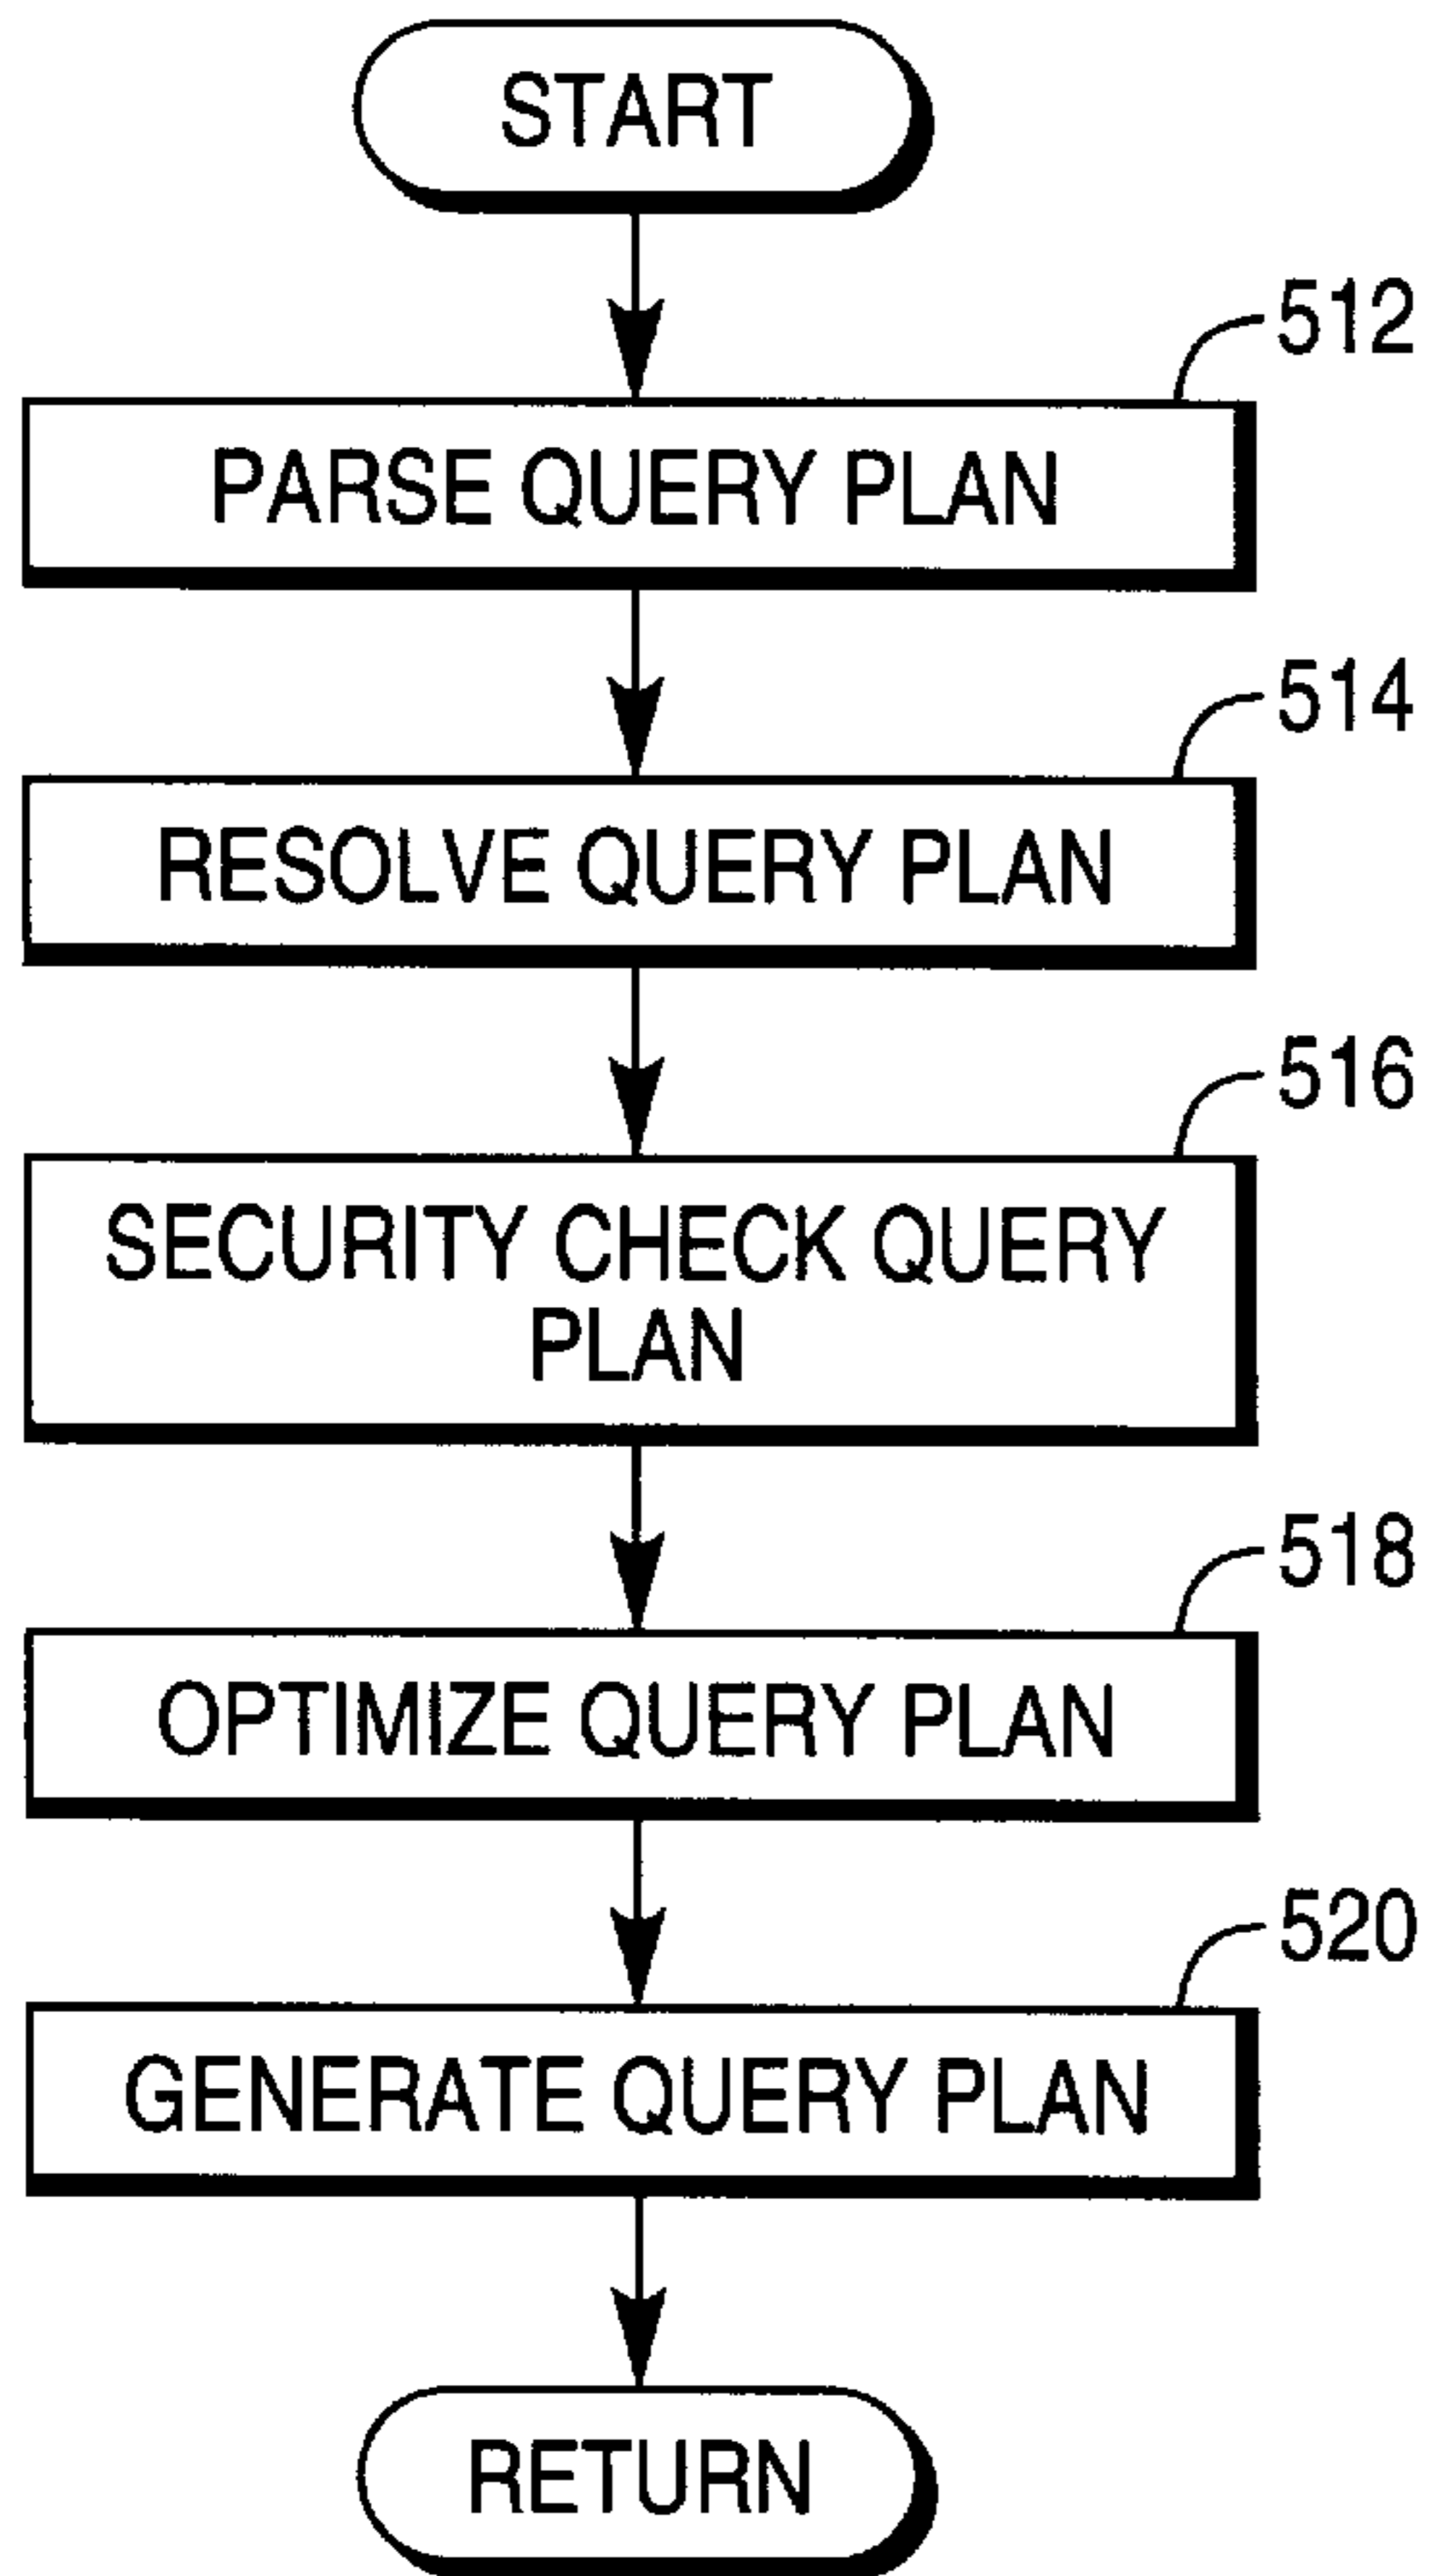 START
512
PARSE QUERY PLAN
514
RESOLVE QUERY PLAN
516
SECURITY CHECK QUERY
PLAN
518
OPTIMIZE QUERY PLAN
520
GENERATE QUERY PLAN
RETURN